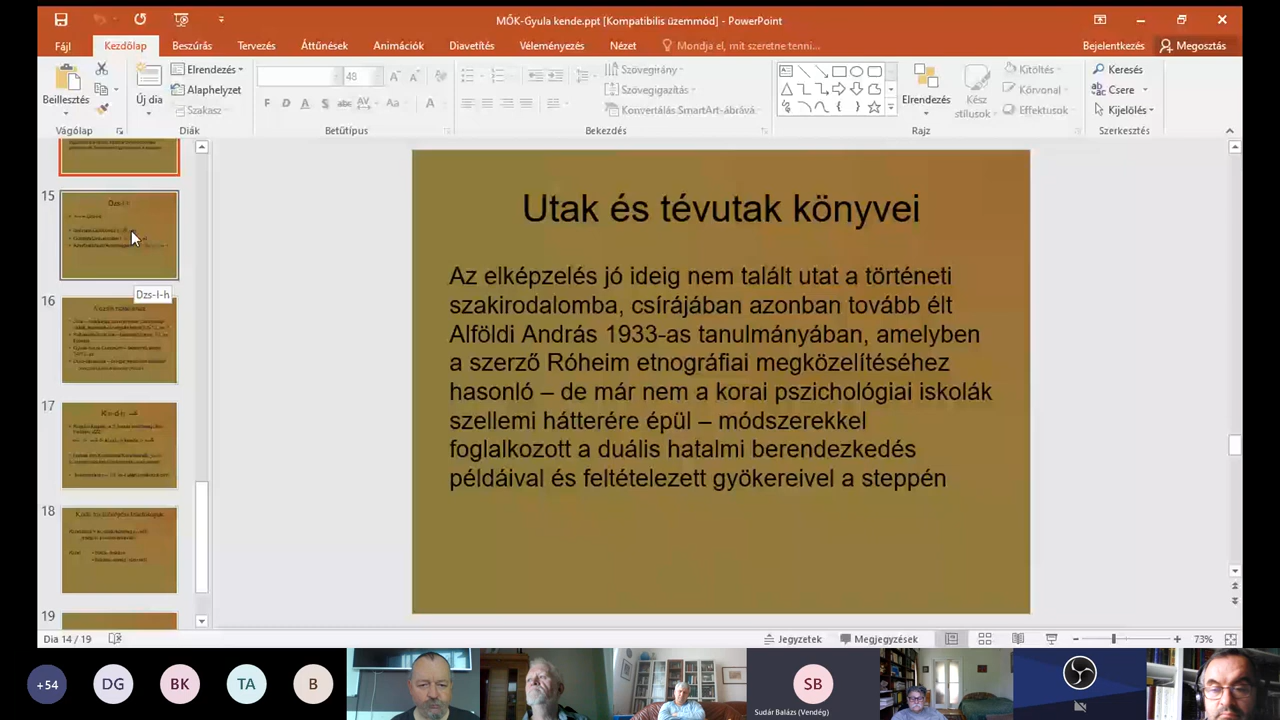 MŐK-Gyula kende.ppt [Kompatibilis üzemmód] - PowerPoint
Fájl Kezdőlap Beszúrás Tervezés Áttűnések Animációk Diavetítés Véleményezés Nézet Mondja el, mit szeretne tenni... Bejelentkezés Megosztás
Beillesztés
Új dia
Elrendezés
Alaphelyzet
Szakasz
48
F D A S abc AV Aa A
Szövegirány
Szövegigazítás
Konvertálás SmartArt-ábrává
Elrendezés
Kész stílusok
Kitöltés
Körvonal
Effektusok
Keresés
Csere
Kijelölés
Vágólap Diák Betűtípus Bekezdés Rajz Szerkesztés
15
Dzs-l-h
16
17
18
19
Utak és tévutak könyvei
Az elképzelés jó ideig nem talált utat a történeti
szakirodalomba, csírájában azonban tovább élt
Alföldi András 1933-as tanulmányában, amelyben
a szerző Róheim etnográfiai megközelítéséhez
hasonló – de már nem a korai pszichológiai iskolák
szellemi hátterére épül – módszerekkel
foglalkozott a duális hatalmi berendezkedés
példáival és feltételezett gyökereivel a steppén
Dia 14 / 19 Jegyzetek Megjegyzések 73%
+54 DG BK TA B SB
Sudár Balázs (Vendég)